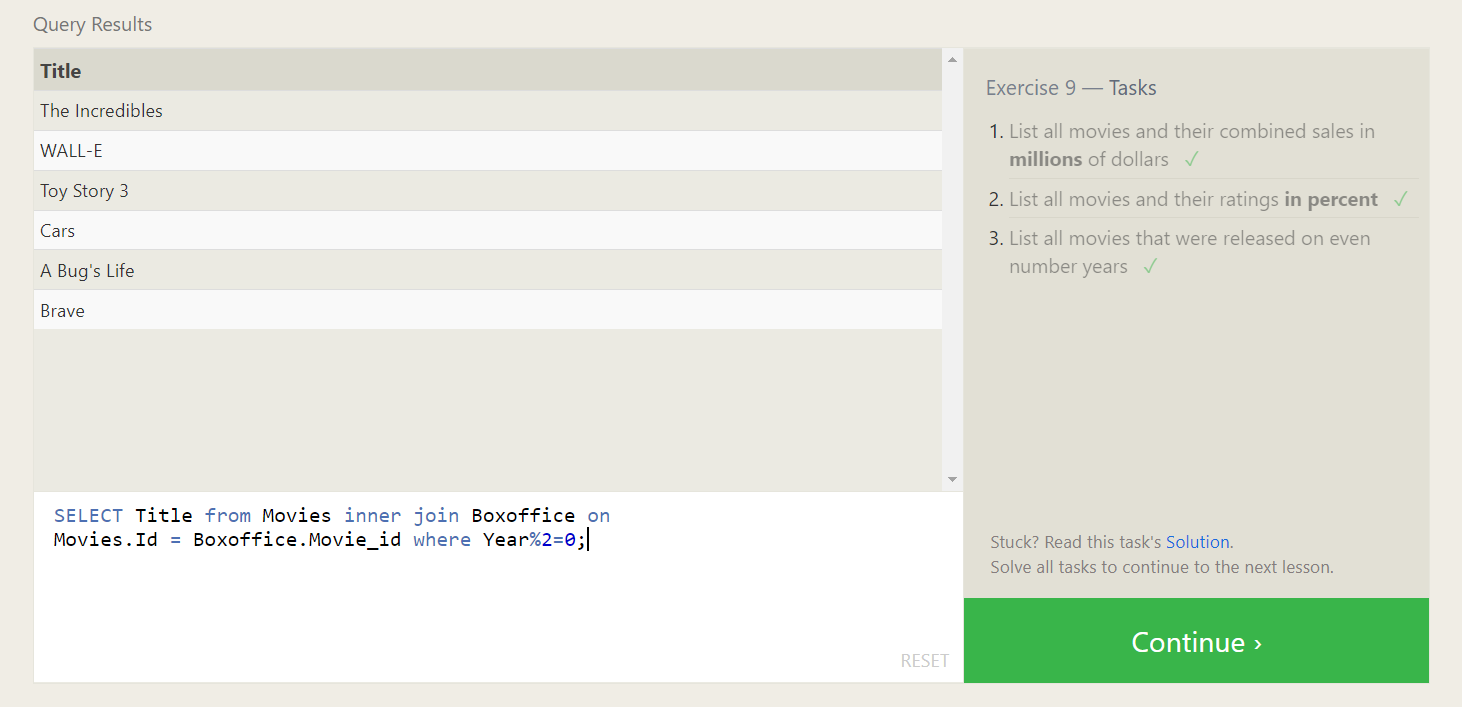 Query Results
Title
The Incredibles
WALL-E
Toy Story 3
Cars
A Bug's Life
Brave
SELECT Title from Movies inner join Boxoffice on
Movies.Id = Boxoffice.Movie_id where Year%2=0;
RESET
Exercise 9 — Tasks
1. List all movies and their combined sales in
millions of dollars ✓
2. List all movies and their ratings in percent ✓
3. List all movies that were released on even
number years ✓
Stuck? Read this task's Solution.
Solve all tasks to continue to the next lesson.
Continue ›